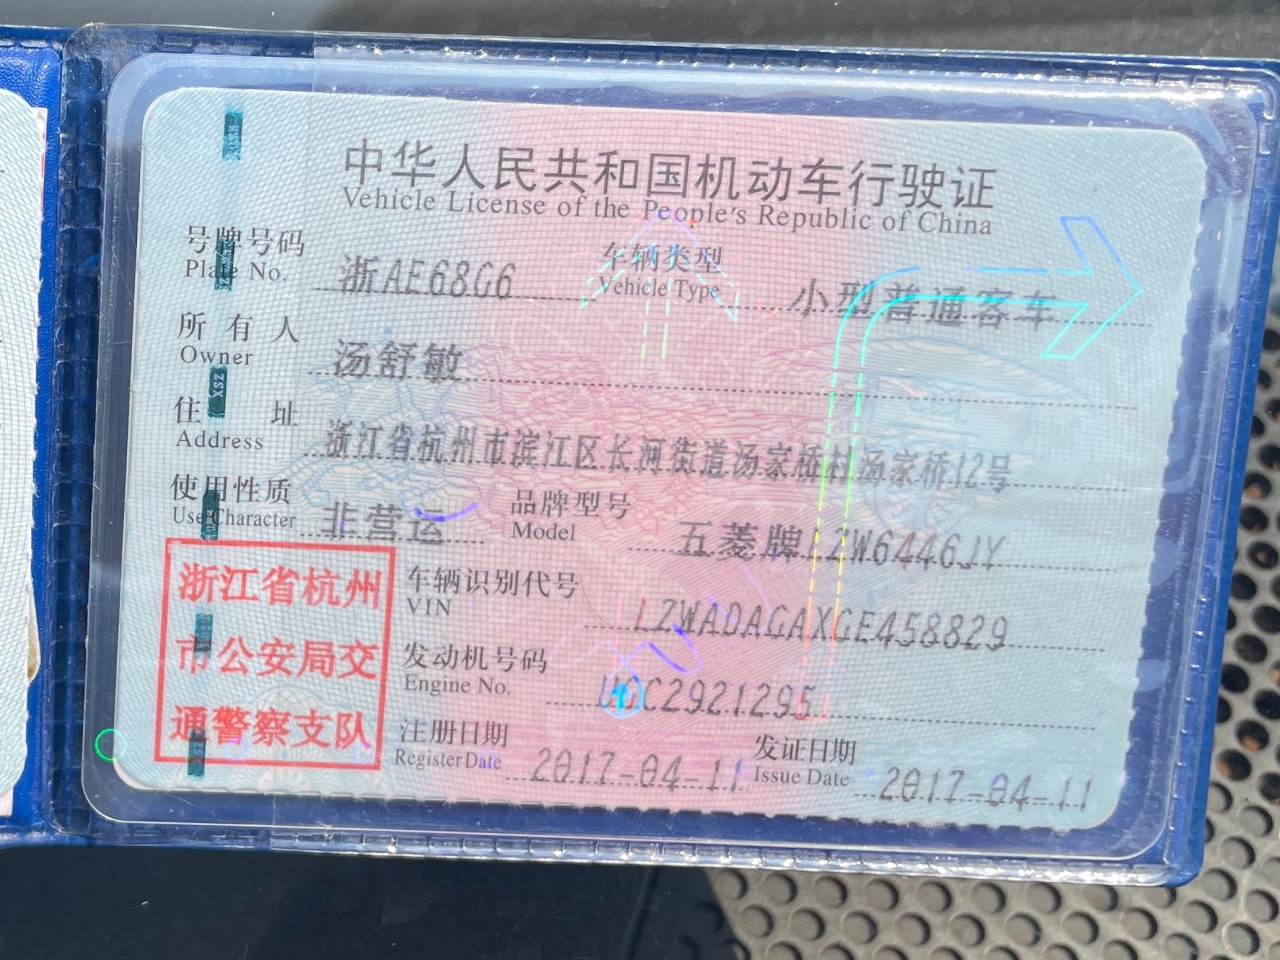 中华人民共和国机动车行驶证
Vehicle License of the People's Republic of China
号牌号码 浙AE68G6 车辆类型 小型普通客车
Plate No. Vehicle Type
所有人 汤舒敏
Owner
住址 浙江省杭州市滨江区长河街道汤家桥村汤家桥12号
Address
使用性质 非营运 品牌型号 五菱牌LZW6446JY
Use Character Model
浙江省杭州
市公安局交
通警察支队
车辆识别代号 LZWADAGAXGE458829
VIN
发动机号码 UGC2921295
Engine No.
注册日期 2017-04-11 发证日期 2017-04-11
Register Date Issue Date